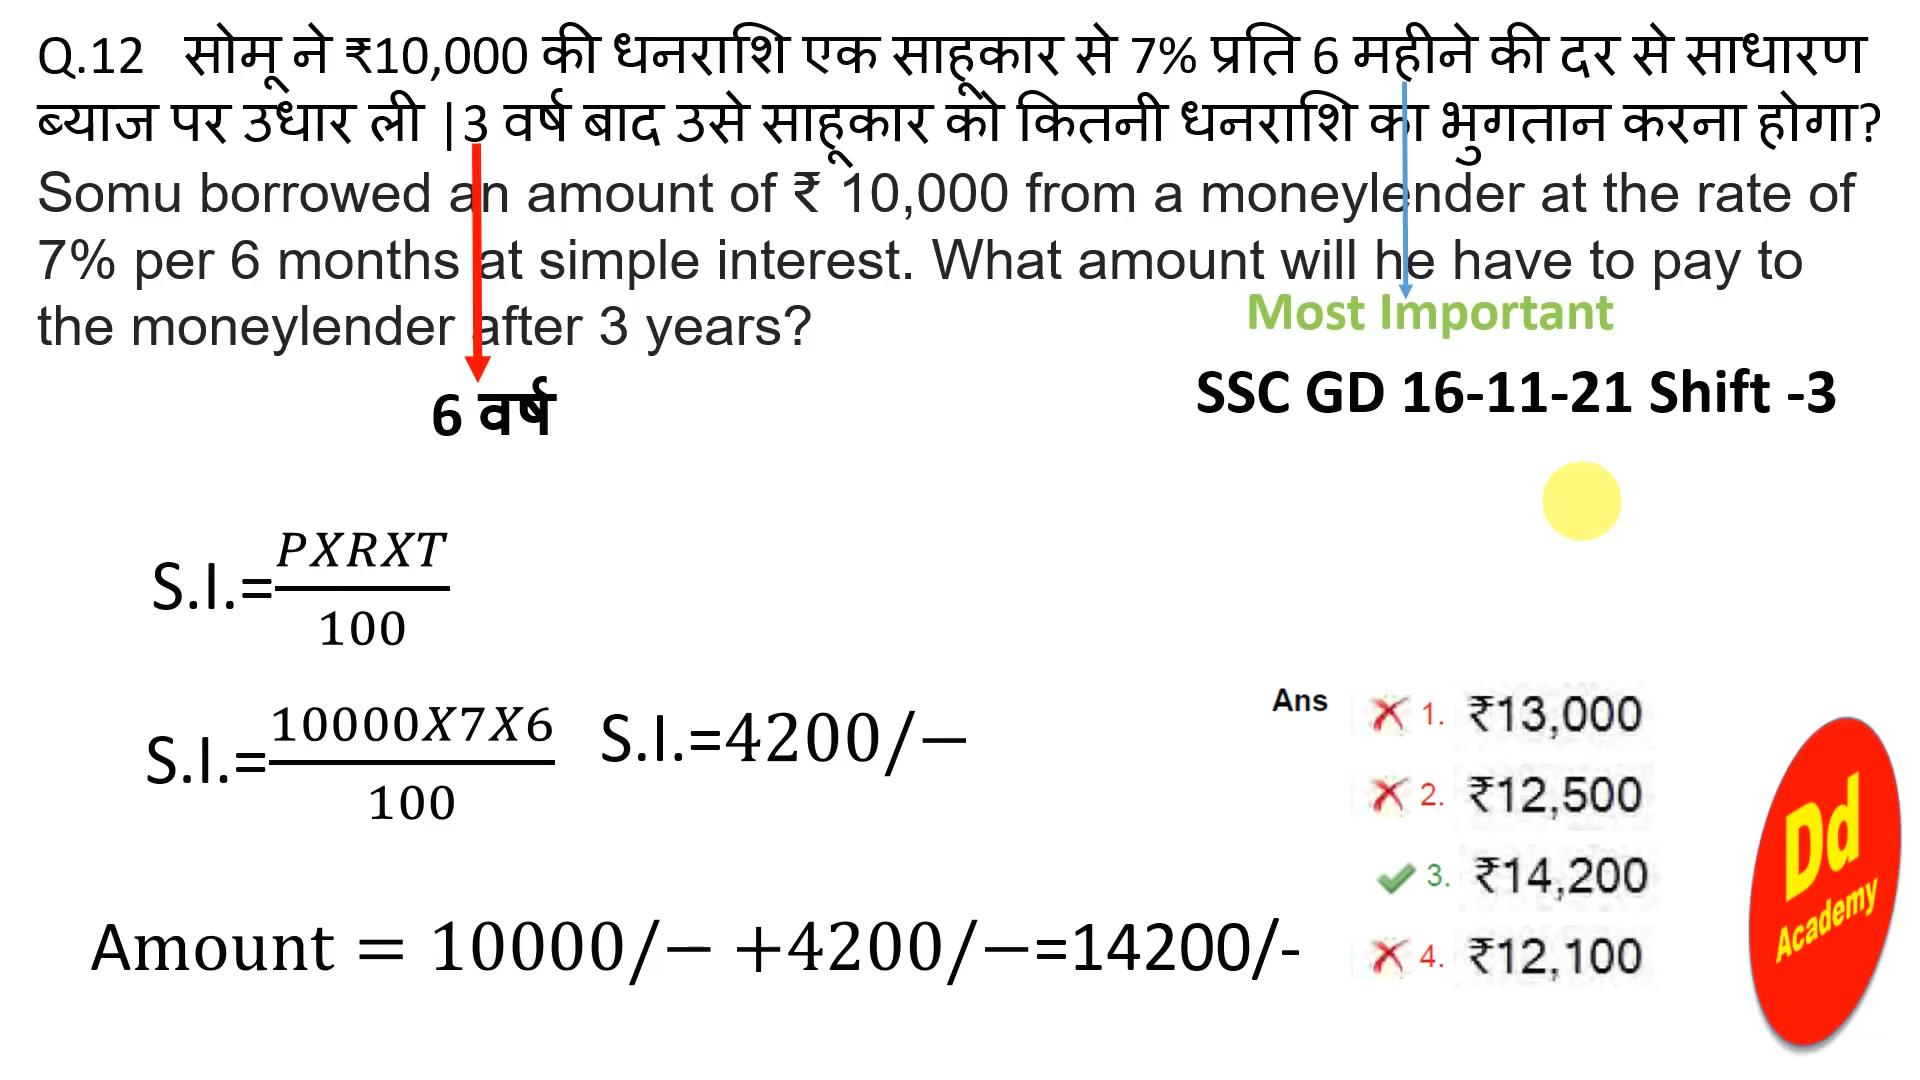 Q.12 सोमू ने ₹10,000 की धनराशि एक साहूकार से 7% प्रति 6 महीने की दर से साधारण
ब्याज पर उधार ली |3 वर्ष बाद उसे साहूकार को कितनी धनराशि का भुगतान करना होगा?
Somu borrowed an amount of ₹ 10,000 from a moneylender at the rate of
7% per 6 months at simple interest. What amount will he have to pay to
the moneylender after 3 years?
Most Important
SSC GD 16-11-21 Shift -3
6 वर्ष
S.I.=PXRXT/100
S.I.=10000X7X6/100 S.I.=4200/−
Amount = 10000/− +4200/−=14200/-
Ans 1. ₹13,000
2. ₹12,500
3. ₹14,200
4. ₹12,100
Dd
Academy